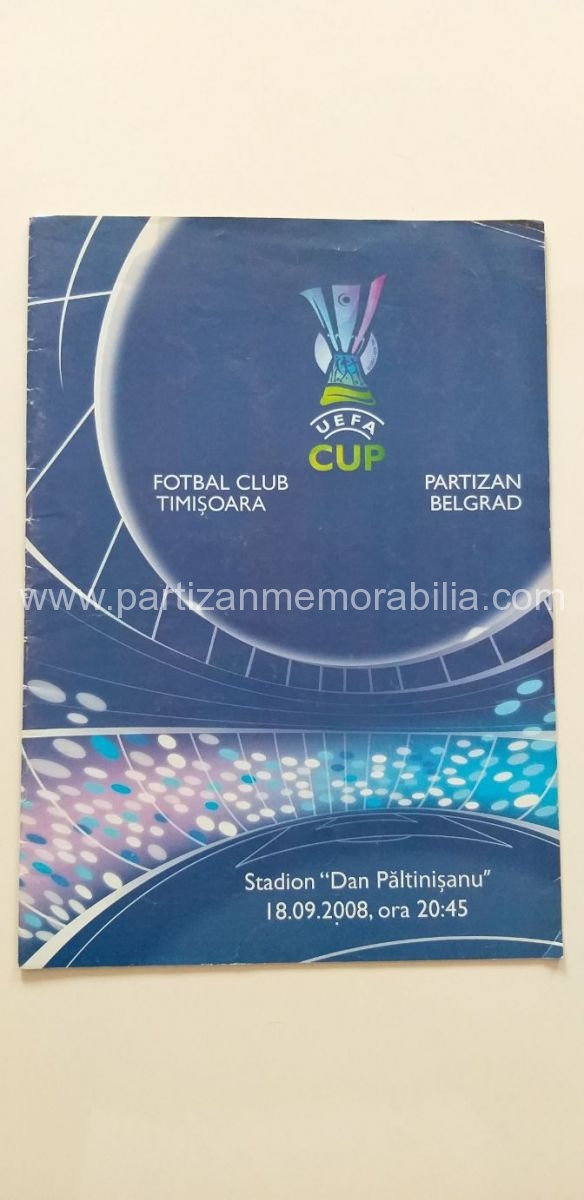 UEFA
CUP
FOTBAL CLUB
TIMIȘOARA
PARTIZAN
BELGRAD
www.partizanmemorabilia.com
Stadion "Dan Păltinișanu"
18.09.2008, ora 20:45